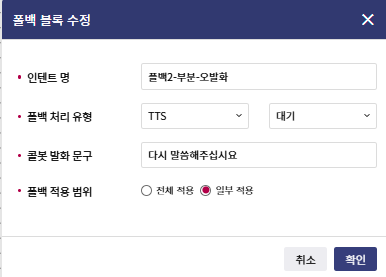 폴백 블록 수정
인텐트 명
폴백2-부분-오발화
폴백 처리 유형
TTS
대기
콜봇 발화 문구
다시 말씀해주십시요
폴백 적용 범위
전체 적용
일부 적용
취소
확인